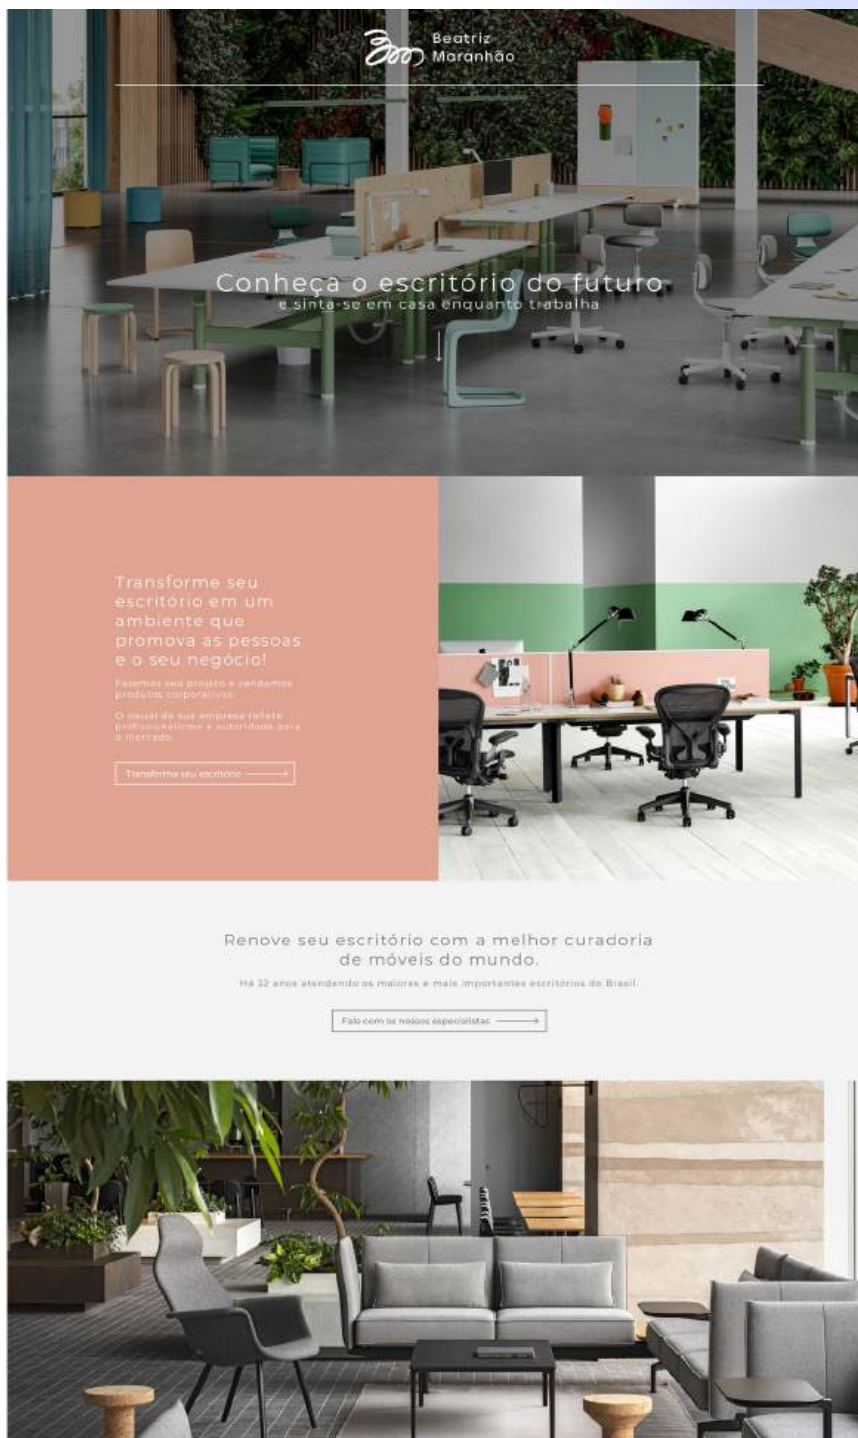 Beatriz
Maranhão
Conheça o escritório do futuro
e sinta-se em casa enquanto trabalha
Transforme seu
escritório em um
ambiente que
promova as pessoas
e o seu negócio!
Fazemos seu projeto e vendemos
produtos corporativos.
O visual da sua empresa reflete
profissionalismo e autoridade para
o mercado.
Transforme seu escritório
Renove seu escritório com a melhor curadoria
de móveis do mundo.
Há 32 anos atendendo os maiores e mais importantes escritórios do Brasil.
Fale com os nossos especialistas